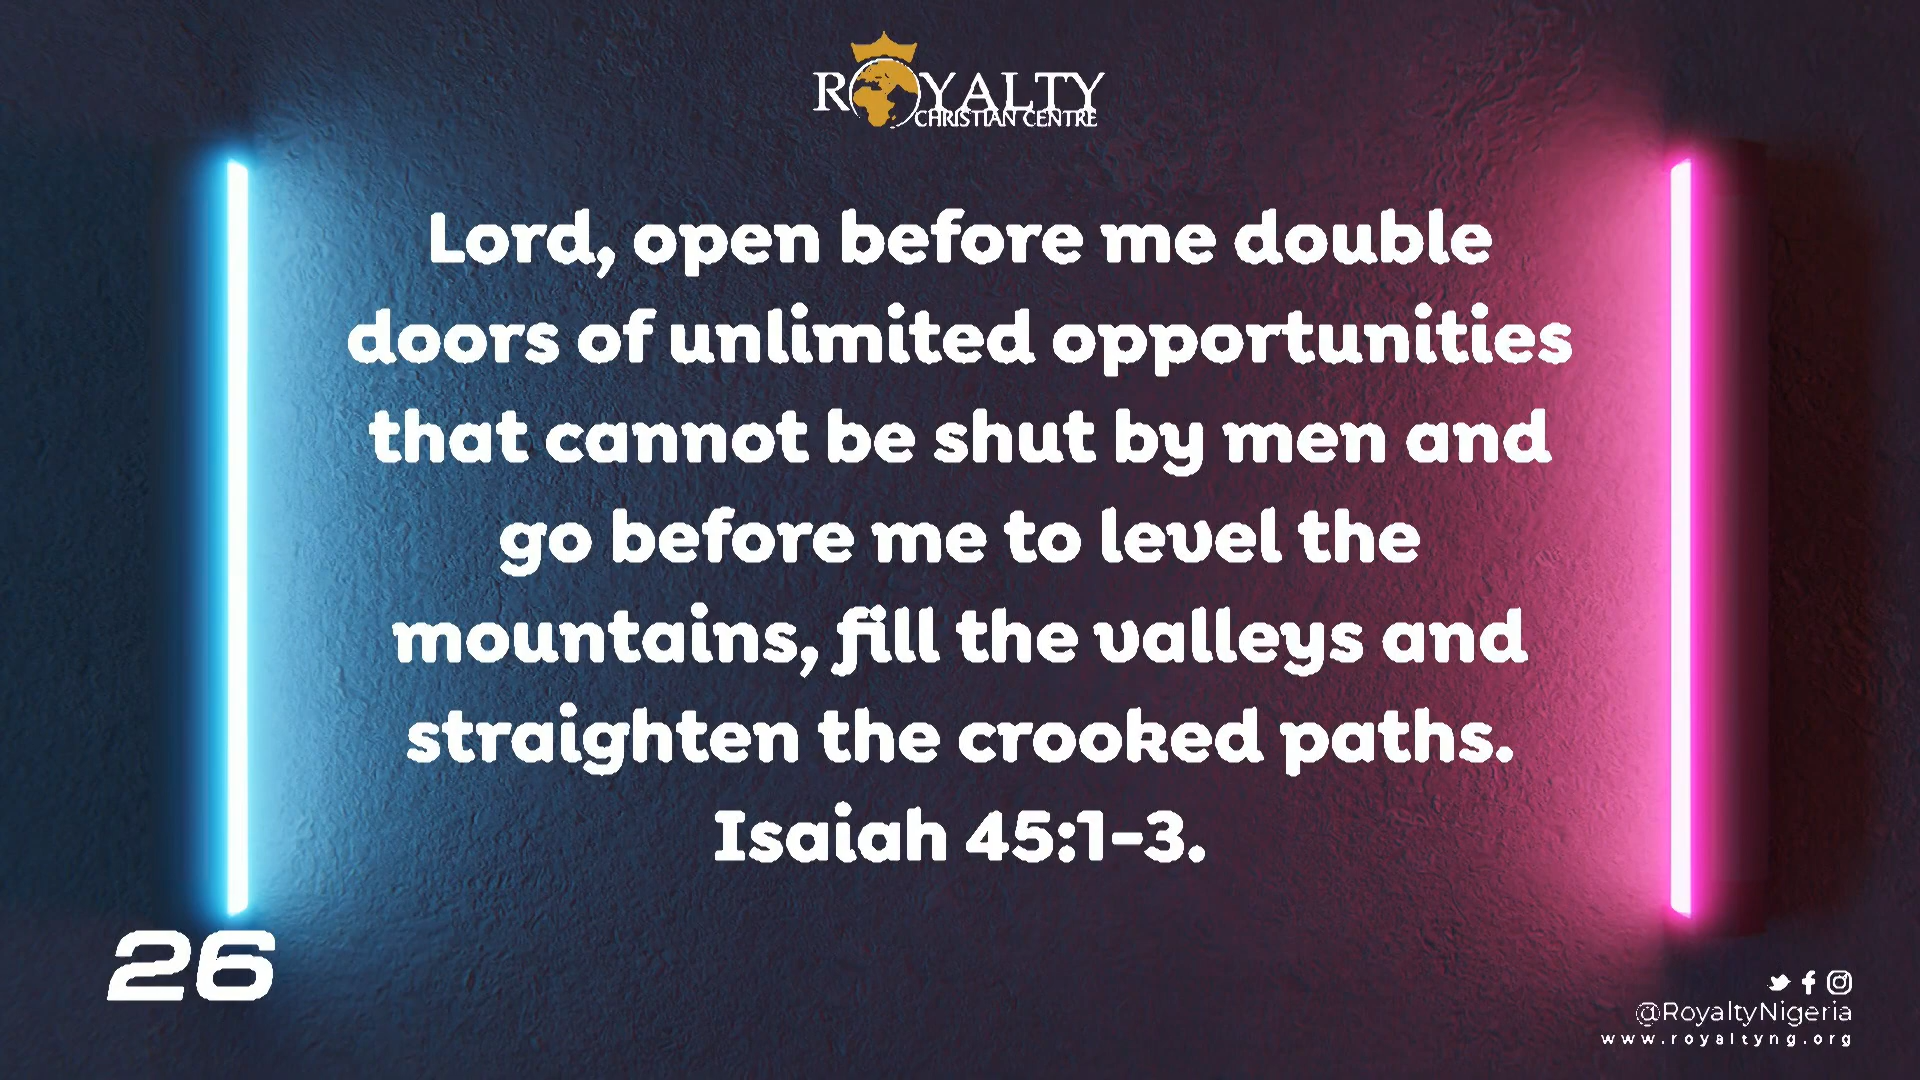 ROYALTY
CHRISTIAN CENTRE
Lord, open before me double
doors of unlimited opportunities
that cannot be shut by men and
go before me to level the
mountains, fill the valleys and
straighten the crooked paths.
Isaiah 45:1-3.
26
@RoyaltyNigeria
www.royaltyng.org